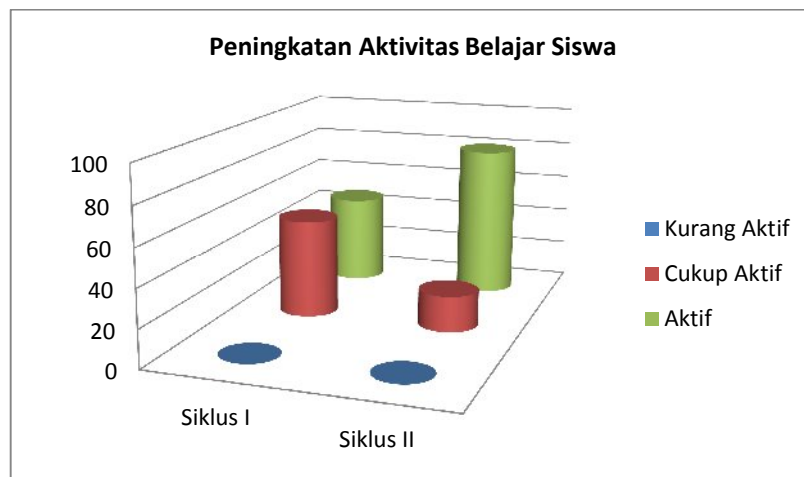 Peningkatan Aktivitas Belajar Siswa
100
80
60
40
20
0
Siklus I
Siklus II
Kurang Aktif
Cukup Aktif
Aktif